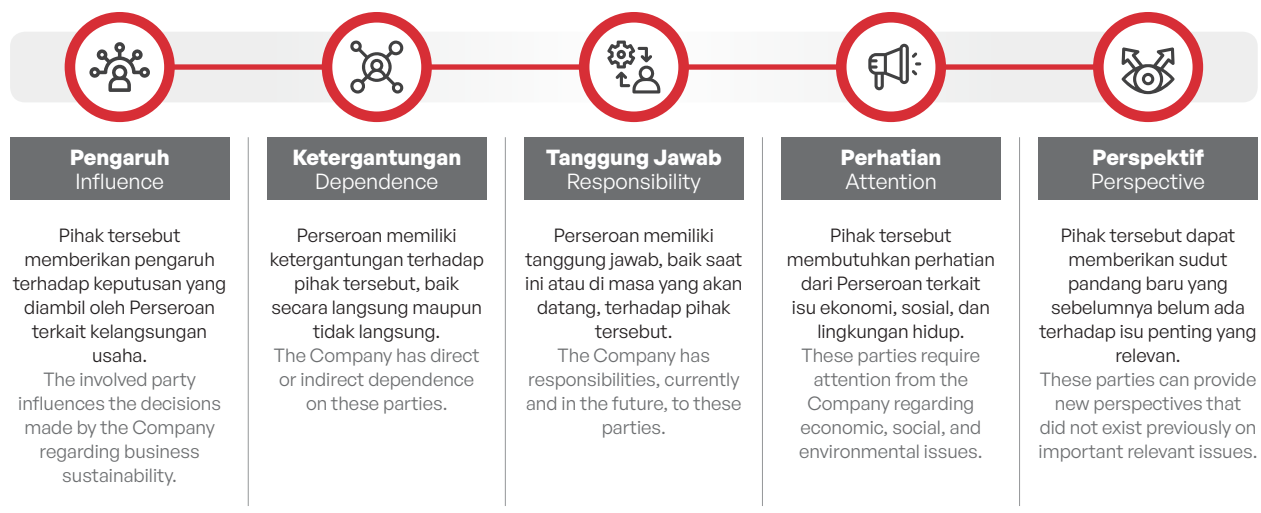 Pengaruh
Influence
Pihak tersebut
memberikan pengaruh
terhadap keputusan yang
diambil oleh Perseroan
terkait kelangsungan
usaha.
The involved party
influences the decisions
made by the Company
regarding business
sustainability.
Ketergantungan
Dependence
Perseroan memiliki
ketergantungan terhadap
pihak tersebut, baik
secara langsung maupun
tidak langsung.
The Company has direct
or indirect dependence
on these parties.
Tanggung Jawab
Responsibility
Perseroan memiliki
tanggung jawab, baik saat
ini atau di masa yang akan
datang, terhadap pihak
tersebut.
The Company has
responsibilities, currently
and in the future, to these
parties.
Perhatian
Attention
Pihak tersebut
membutuhkan perhatian
dari Perseroan terkait
isu ekonomi, sosial, dan
lingkungan hidup.
These parties require
attention from the
Company regarding
economic, social, and
environmental issues.
Perspektif
Perspective
Pihak tersebut dapat
memberikan sudut
pandang baru yang
sebelumnya belum ada
terhadap isu penting yang
relevan.
These parties can provide
new perspectives that
did not exist previously on
important relevant issues.